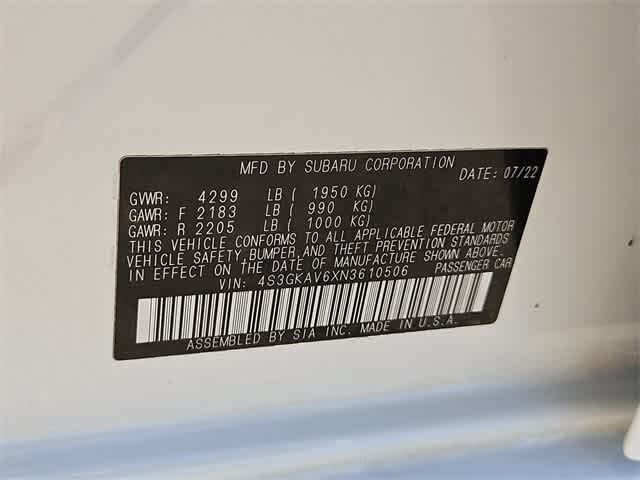 MFD BY SUBARU CORPORATION
DATE: 07/22
GVWR: 4299 LB ( 1950 KG)
GAWR: F 2183 LB ( 990 KG)
GAWR: R 2205 LB ( 1000 KG)
THIS VEHICLE CONFORMS TO ALL APPLICABLE FEDERAL MOTOR
VEHICLE SAFETY, BUMPER, AND THEFT PREVENTION STANDARDS
IN EFFECT ON THE DATE OF MANUFACTURE SHOWN ABOVE.
VIN: 4S3GKAV6XN3610506 PASSENGER CAR
ASSEMBLED BY SIA INC. MADE IN U.S.A.